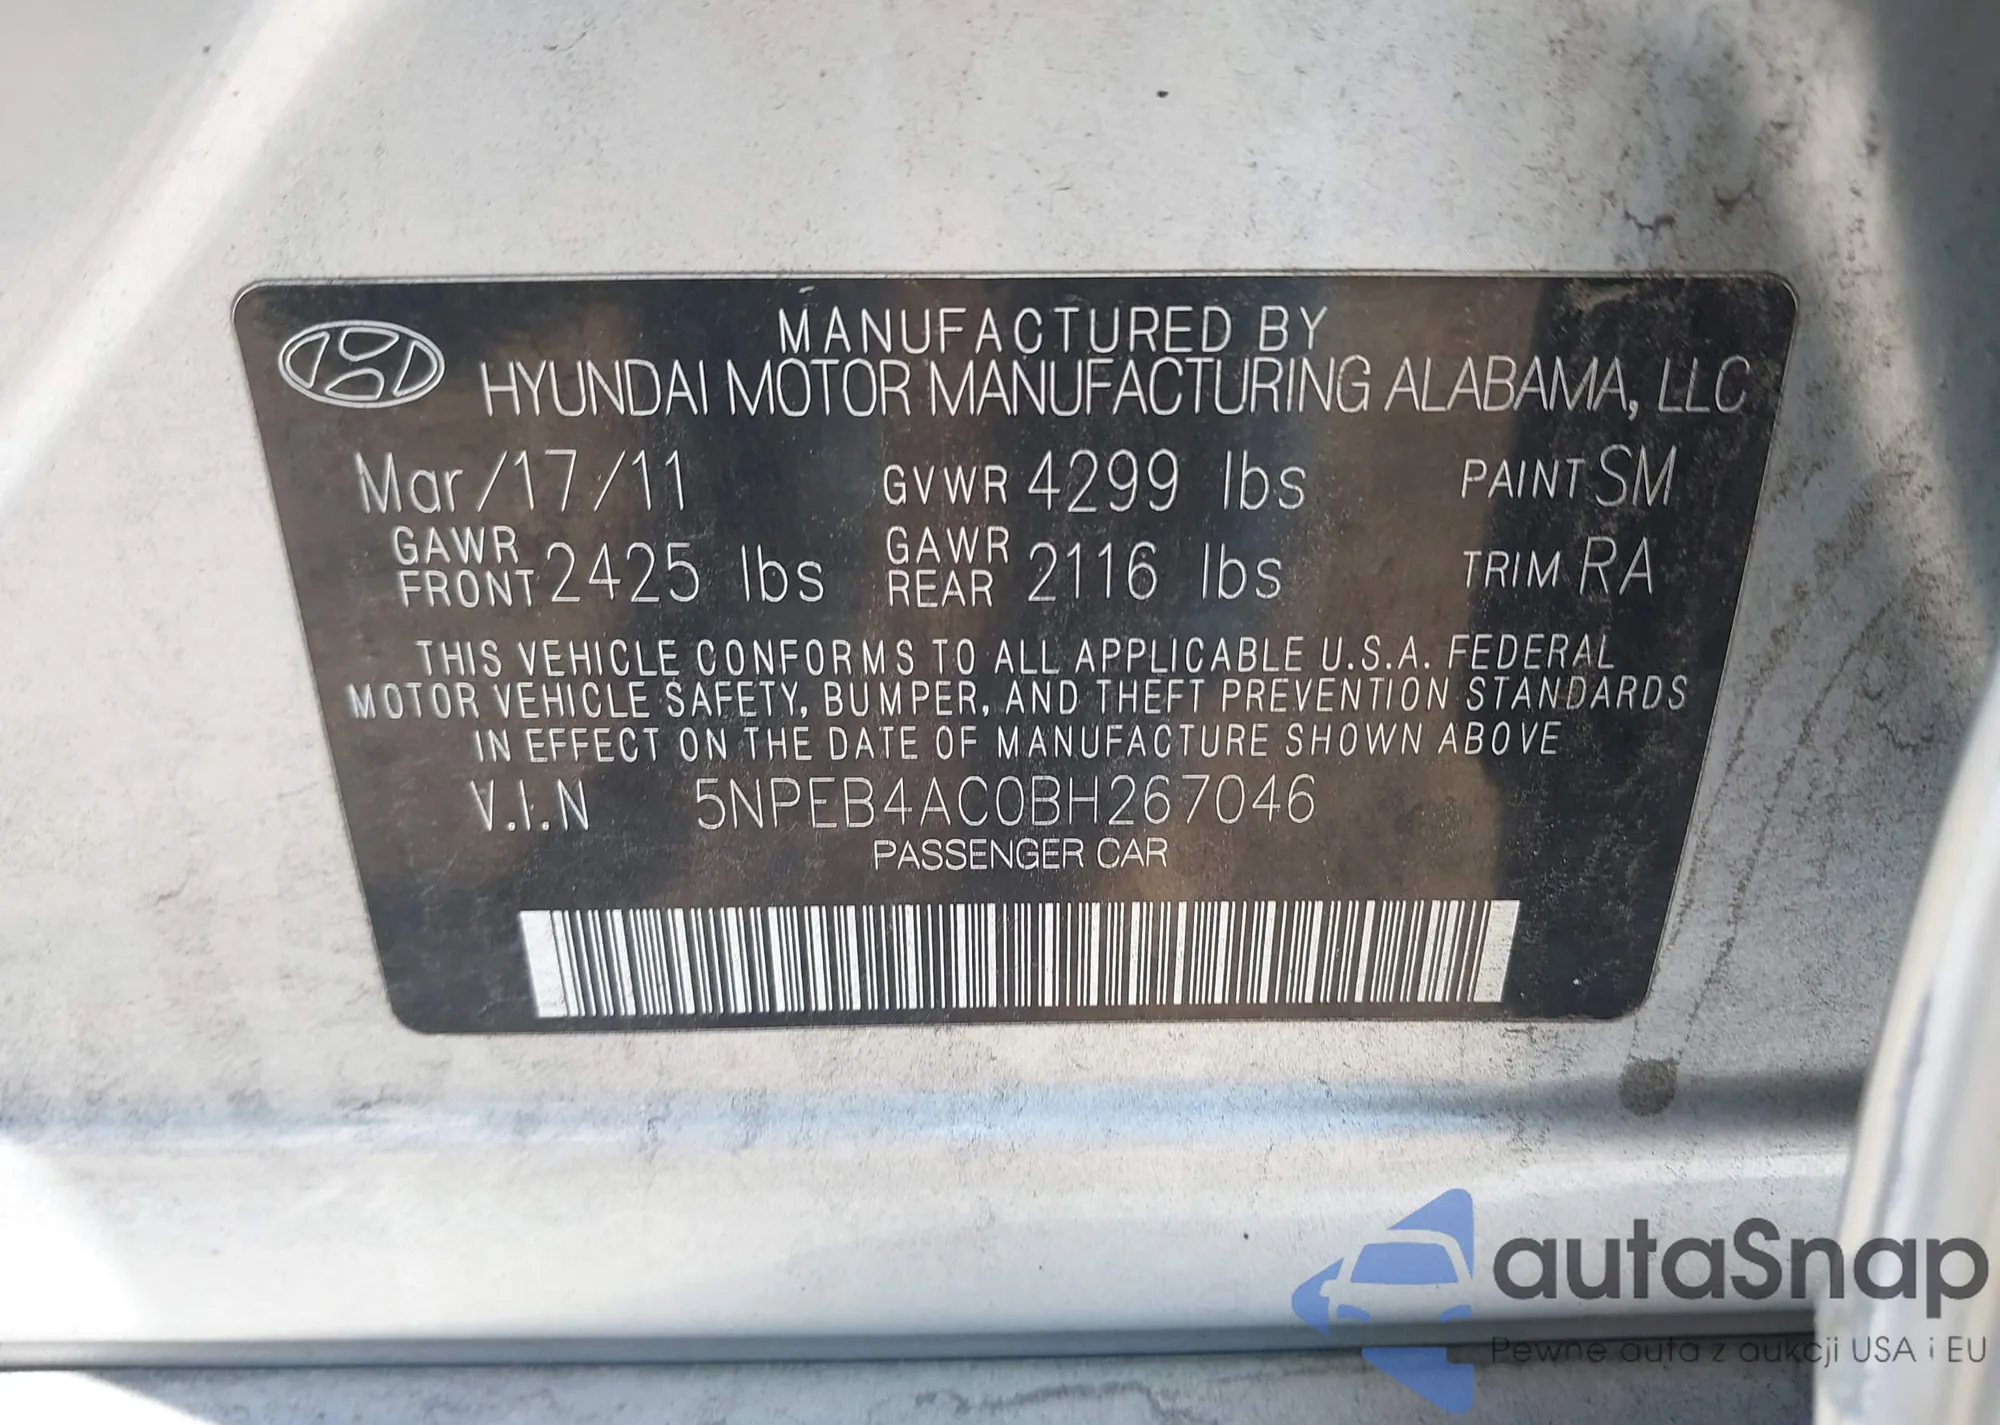 MANUFACTURED BY
HYUNDAI MOTOR MANUFACTURING ALABAMA, LLC
Mar/17/11 GVWR 4299 lbs PAINT SM
GAWR FRONT 2425 lbs GAWR REAR 2116 lbs TRIM RA
THIS VEHICLE CONFORMS TO ALL APPLICABLE U.S.A. FEDERAL
MOTOR VEHICLE SAFETY, BUMPER, AND THEFT PREVENTION STANDARDS
IN EFFECT ON THE DATE OF MANUFACTURE SHOWN ABOVE
V.I.N 5NPEB4AC0BH267046
PASSENGER CAR
autaSnap
Pewne auta z aukcji USA i EU